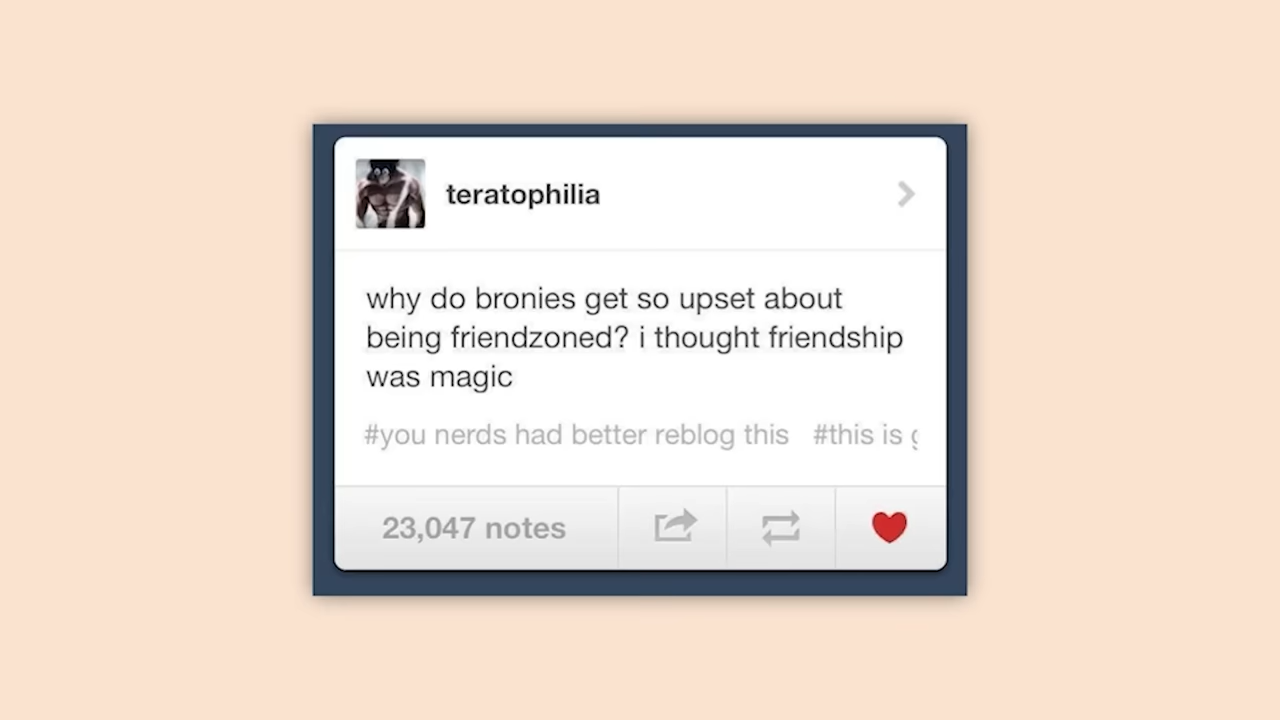 teratophilia
why do bronies get so upset about
being friendzoned? i thought friendship
was magic
#you nerds had better reblog this #this is
23,047 notes